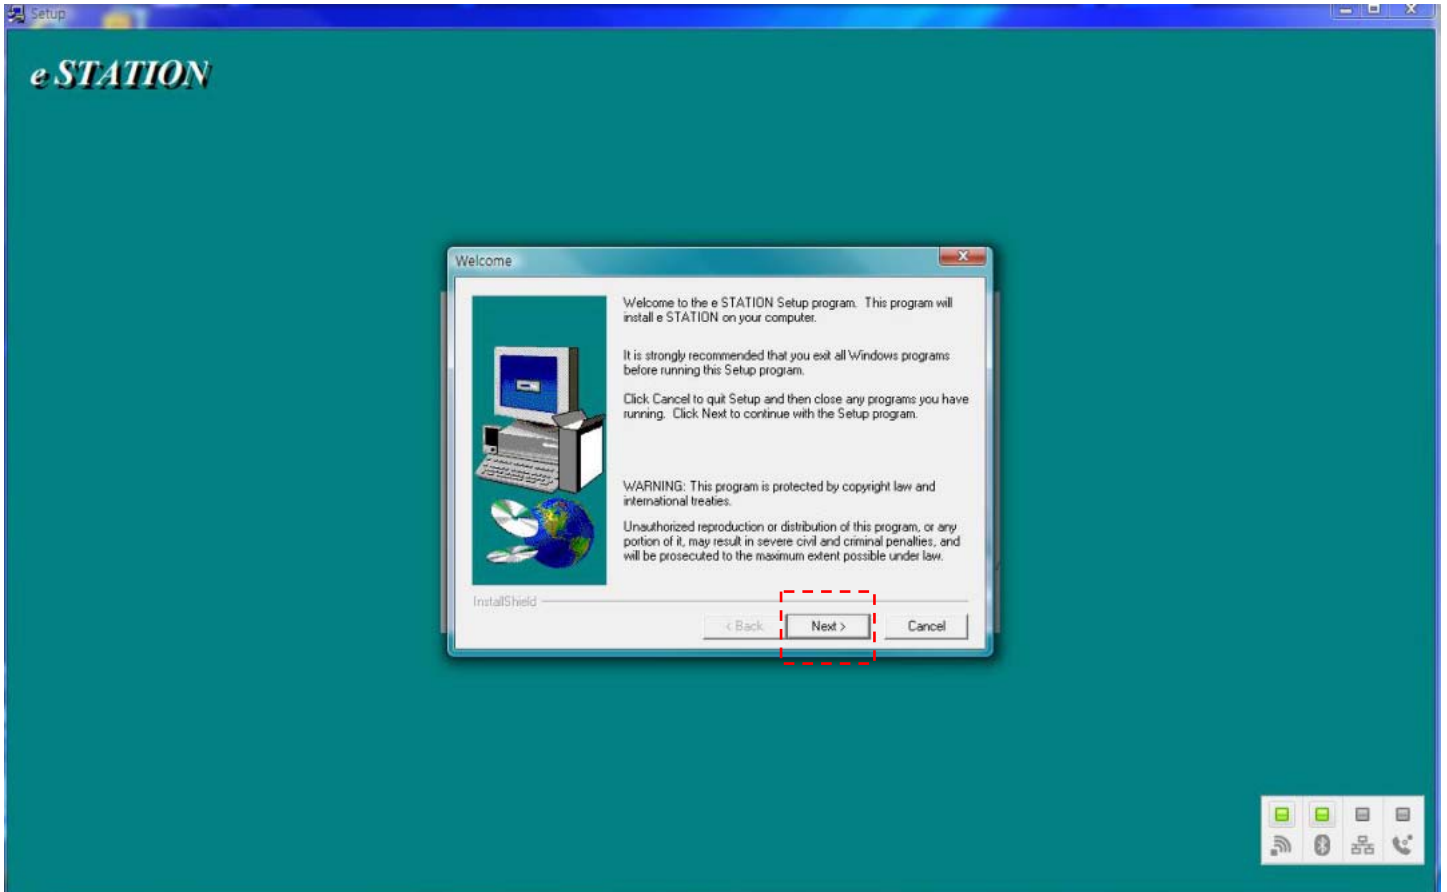 Setup
e STATION
Welcome
Welcome to the e STATION Setup program. This program will
install e STATION on your computer.
It is strongly recommended that you exit all Windows programs
before running this Setup program.
Click Cancel to quit Setup and then close any programs you have
running. Click Next to continue with the Setup program.
WARNING: This program is protected by copyright law and
international treaties.
Unauthorized reproduction or distribution of this program, or any
portion of it, may result in severe civil and criminal penalties, and
will be prosecuted to the maximum extent possible under law.
InstallShield
< Back Next > Cancel